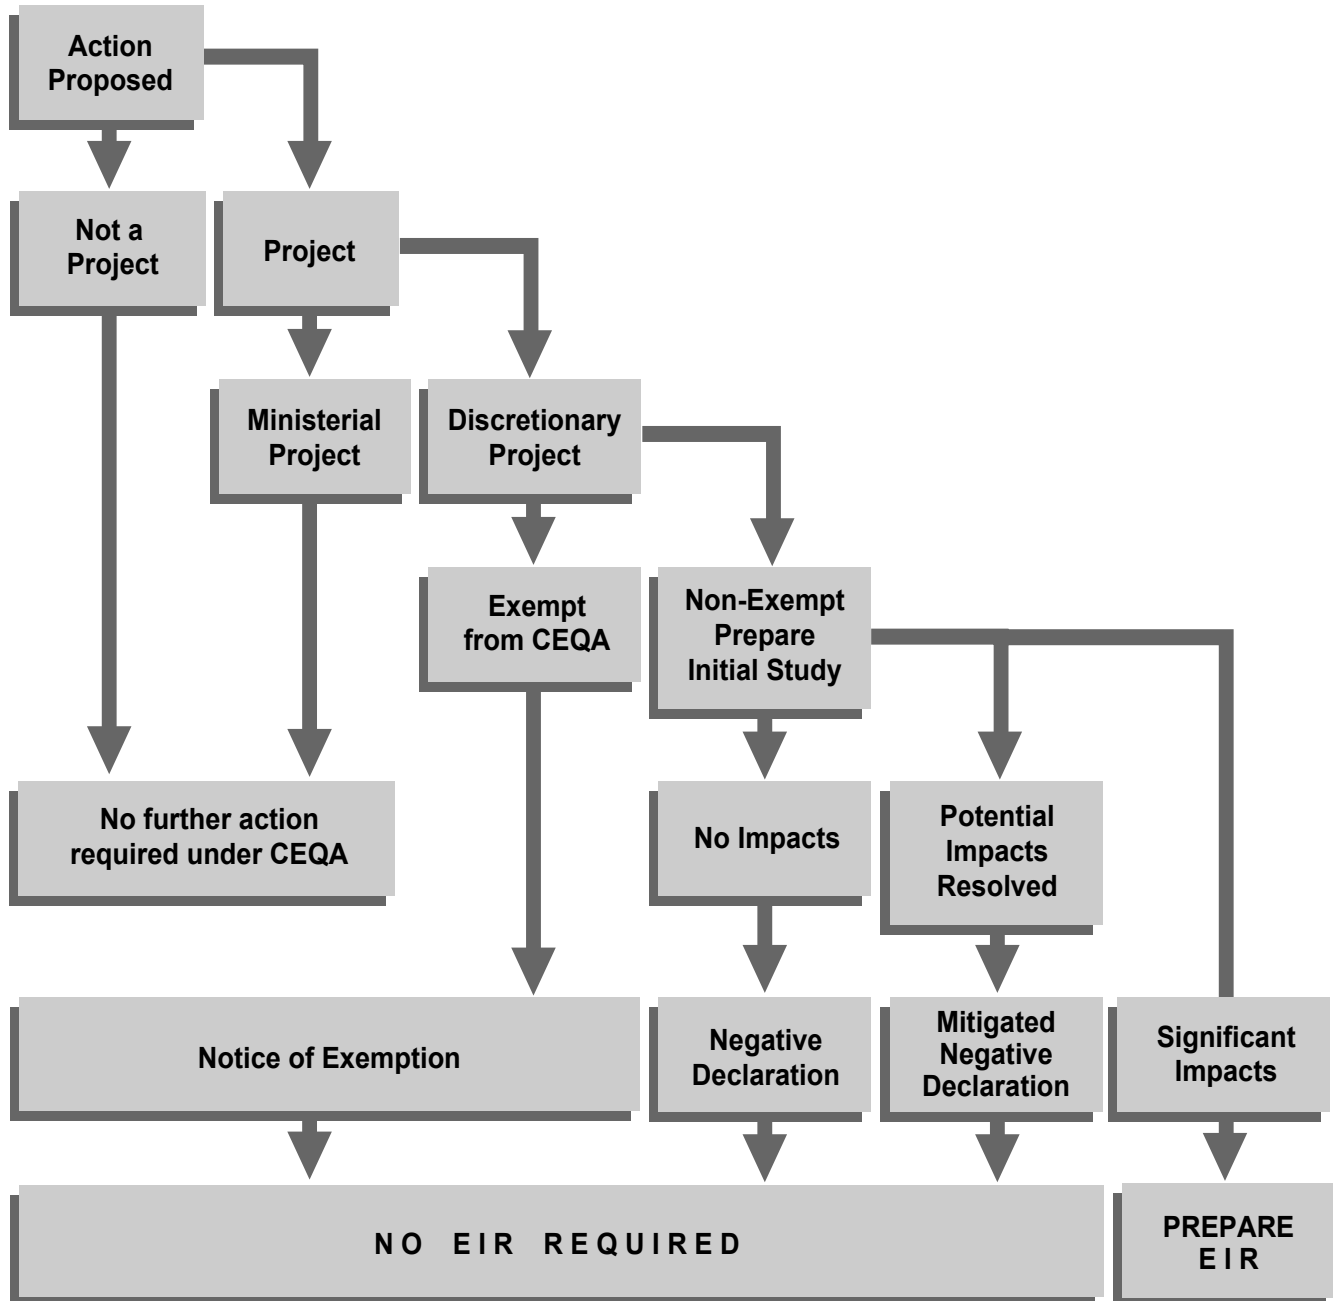 Action
Proposed
Not a
Project
Project
Ministerial
Project
Discretionary
Project
Exempt
from CEQA
Non-Exempt
Prepare
Initial Study
No further action
required under CEQA
No Impacts
Potential
Impacts
Resolved
Notice of Exemption
Negative
Declaration
Mitigated
Negative
Declaration
Significant
Impacts
NO EIR REQUIRED
PREPARE
EIR